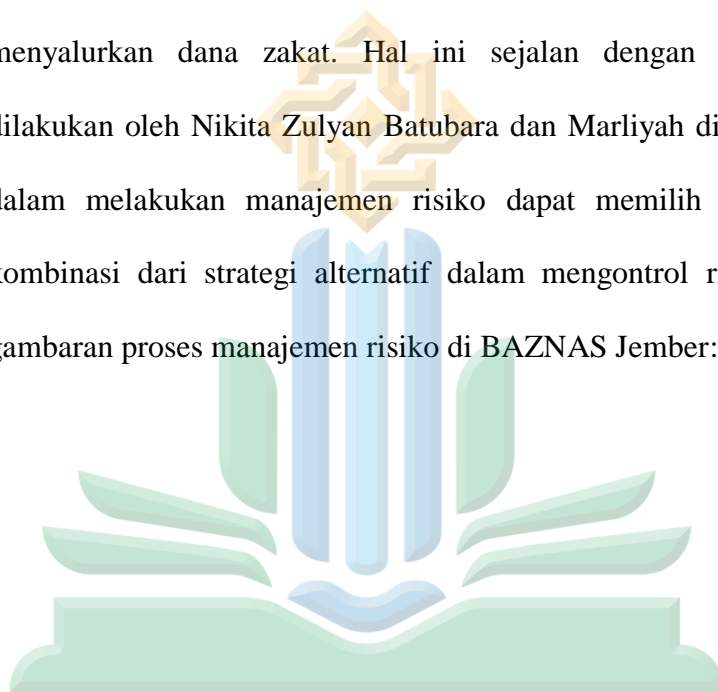 menyalurkan dana zakat. Hal ini sejalan dengan
dilakukan oleh Nikita Zulyan Batubara dan Marliyah di
dalam melakukan manajemen risiko dapat memilih
kombinasi dari strategi alternatif dalam mengontrol
gambaran proses manajemen risiko di BAZNAS Jember: